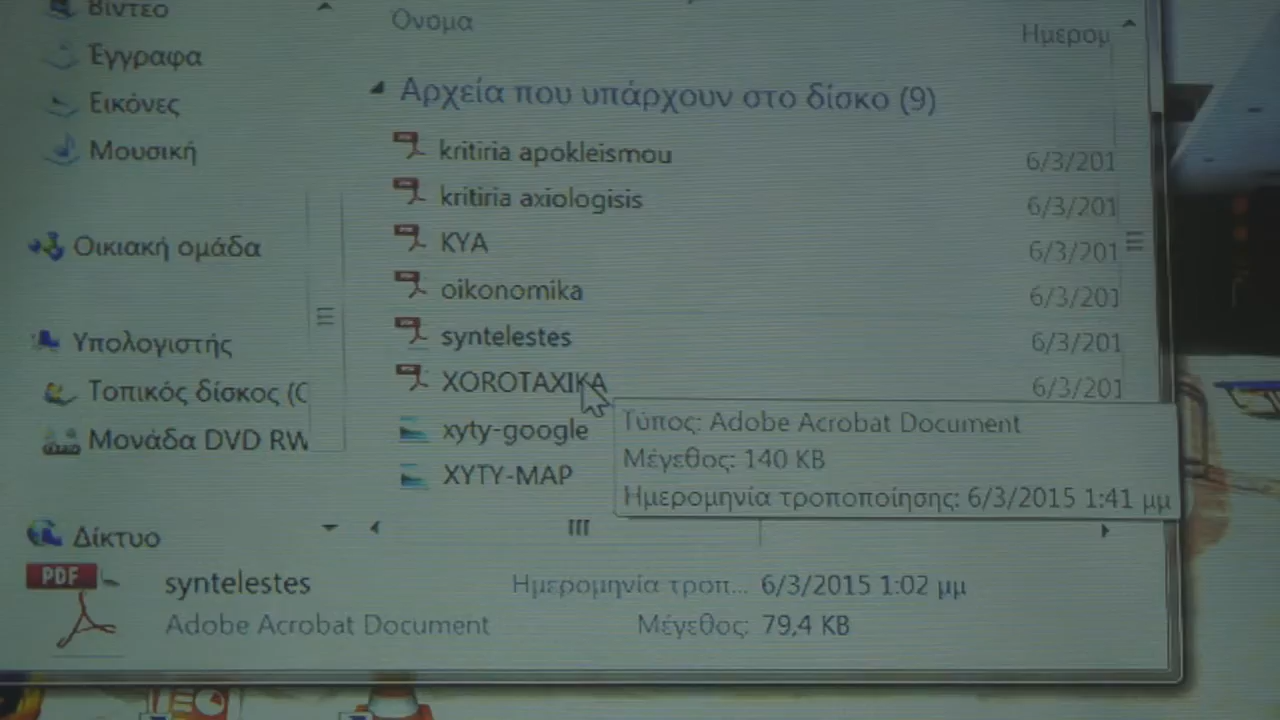 Βίντεο
Έγγραφα
Εικόνες
Μουσική
Οικιακή ομάδα
Υπολογιστής
Τοπικός δίσκος (C
Μονάδα DVD RW
Δίκτυο
Όνομα
Ημερομ
Αρχεία που υπάρχουν στο δίσκο (9)
kritiria apokleismou 6/3/201
kritiria axiologisis 6/3/201
KYA 6/3/201
oikonomika 6/3/201
syntelestes 6/3/201
XOROTAXIKA 6/3/201
xyty-google
XYTY-MAP
Τύπος: Adobe Acrobat Document
Μέγεθος: 140 KB
Ημερομηνία τροποποίησης: 6/3/2015 1:41 μμ
PDF
syntelestes Ημερομηνία τροπ... 6/3/2015 1:02 μμ
Adobe Acrobat Document Μέγεθος: 79,4 KB